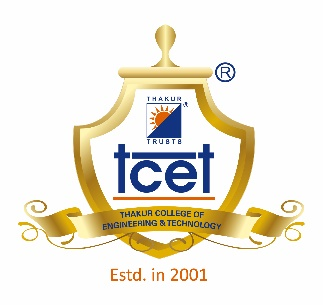 ®
THAKUR
®
TRUSTS
tcet
THAKUR COLLEGE OF
ENGINEERING & TECHNOLOGY
Estd. in 2001